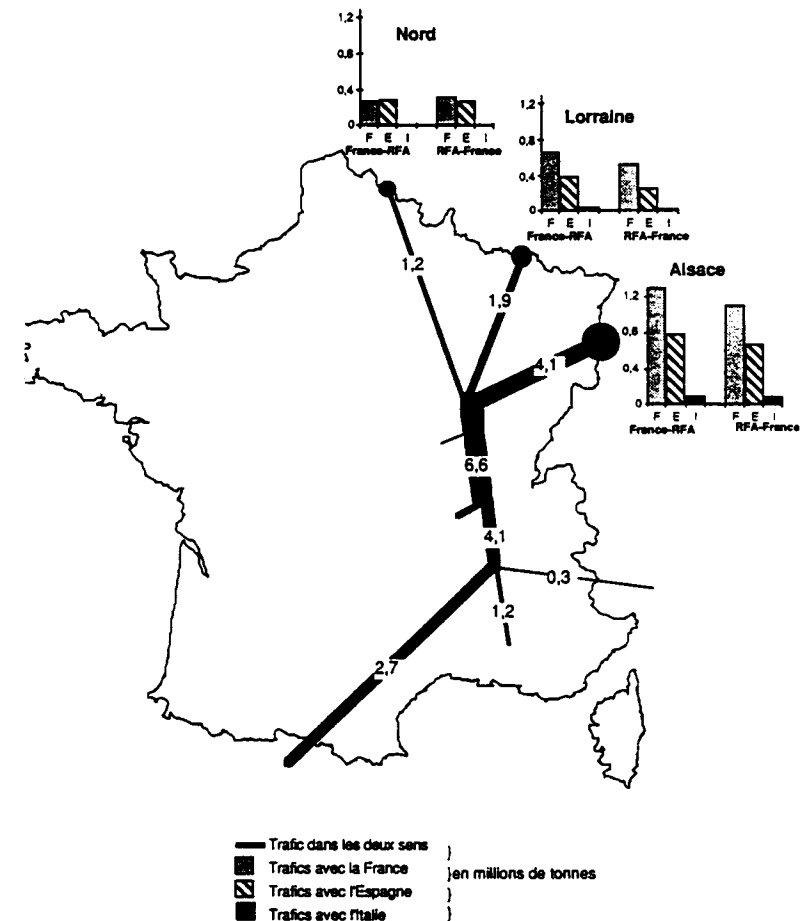 Nord
1,2
0,8
0,4
0
F E I F E I
France-RFA RFA-France
Lorraine
1,2
0,8
0,4
0
F E I F E I
France-RFA RFA-France
Alsace
1,2
0,8
0,4
0
F E I F E I
France-RFA RFA-France
1,2
1,9
4,1
6,6
4,1
0,3
1,2
2,7
Trafic dans les deux sens }
Trafics avec la France }en millions de tonnes
Trafics avec l'Espagne }
Trafics avec l'Italie }